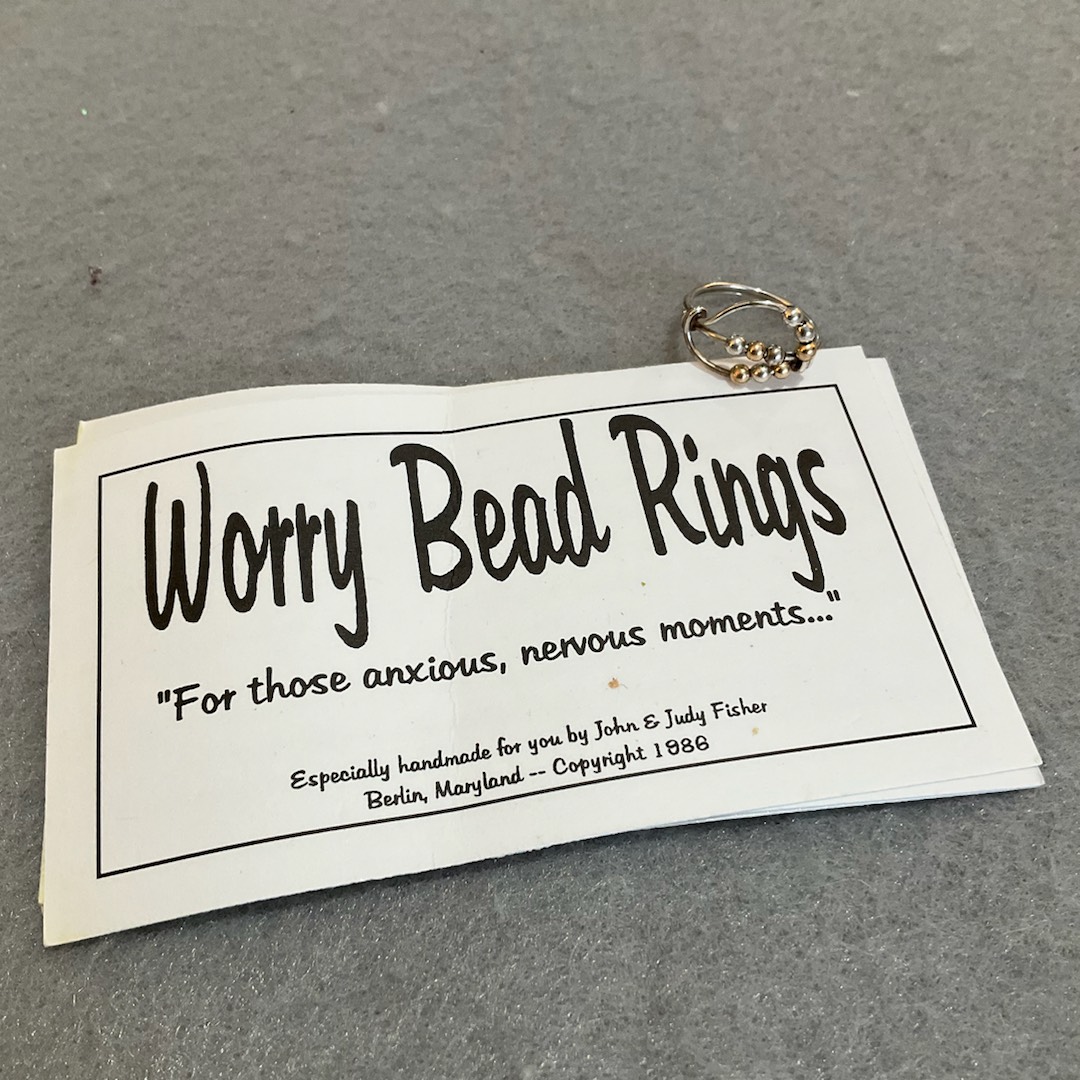 Worry Bead Rings
"For those anxious, nervous moments..."
Especially handmade for you by John & Judy Fisher
Berlin, Maryland -- Copyright 1986